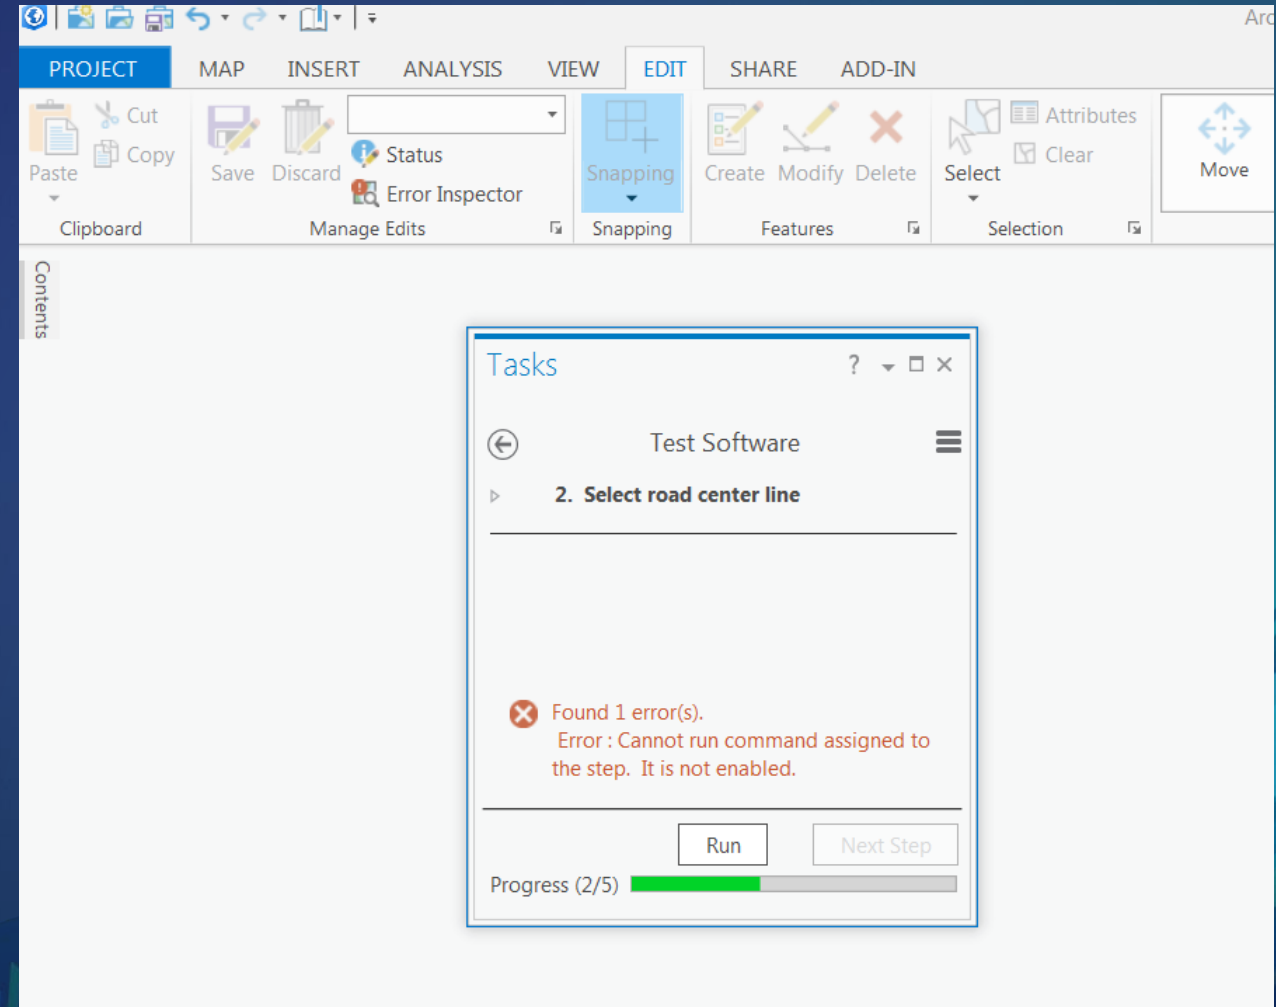 Arc
PROJECT MAP INSERT ANALYSIS VIEW EDIT SHARE ADD-IN
Paste
Cut
Copy
Clipboard
Save
Discard
Status
Error Inspector
Manage Edits
Snapping
Snapping
Create
Modify
Delete
Features
Select
Attributes
Clear
Selection
Move
Contents
Tasks
?
Test Software
2. Select road center line
Found 1 error(s).
Error : Cannot run command assigned to
the step. It is not enabled.
Run
Next Step
Progress (2/5)